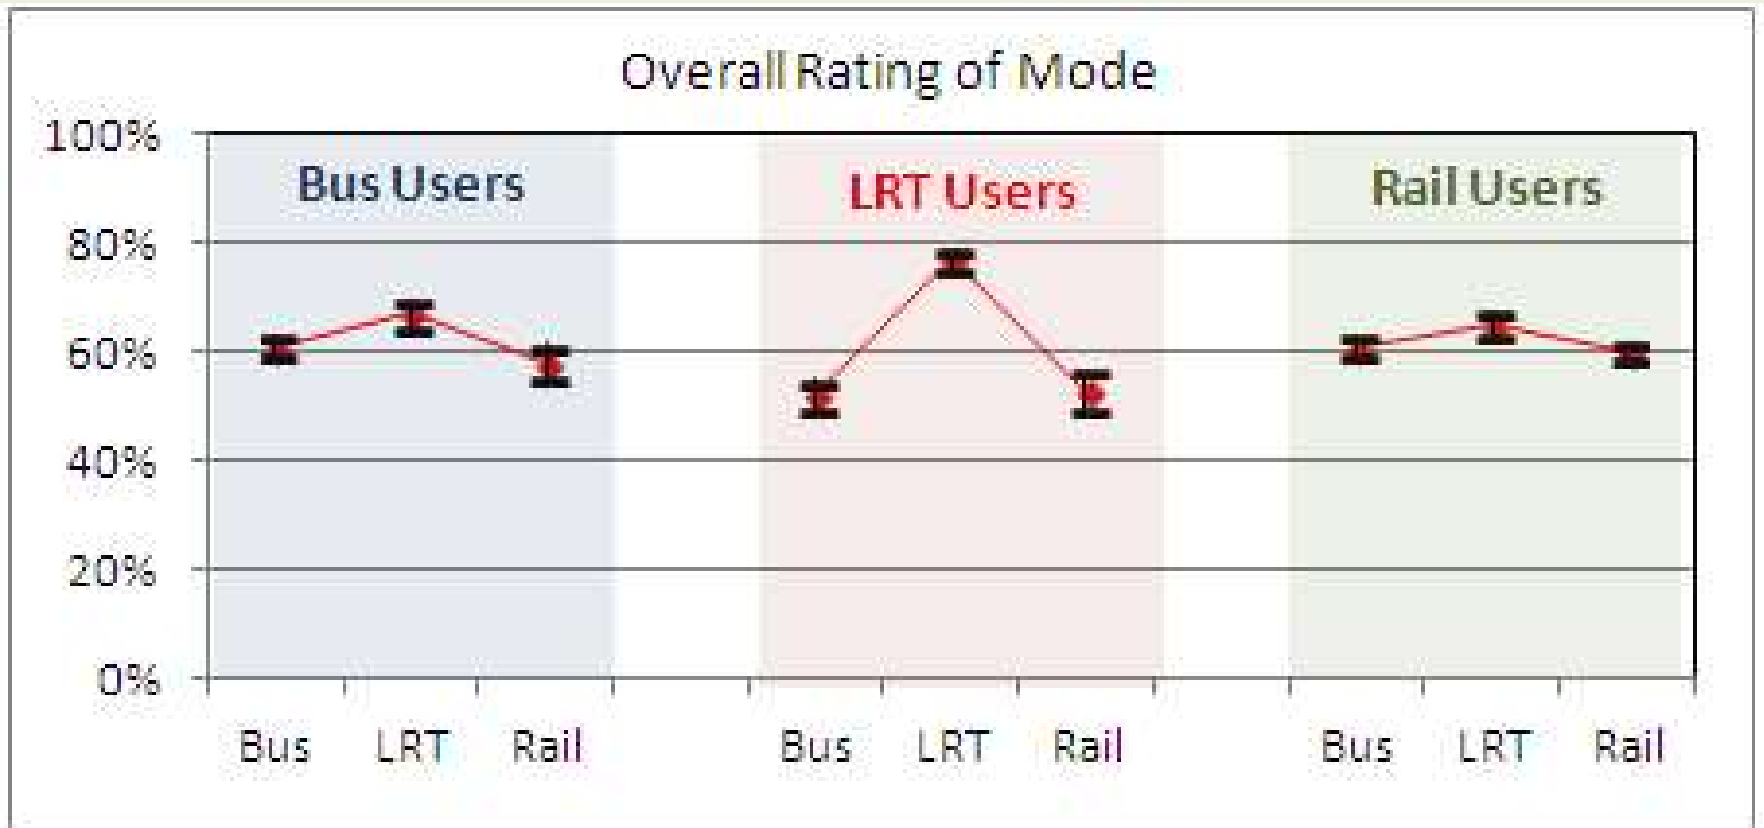 Overall Rating of Mode
100%
Bus Users
LRT Users
Rail Users
80%
60%
40%
20%
0%
Bus LRT Rail Bus LRT Rail Bus LRT Rail